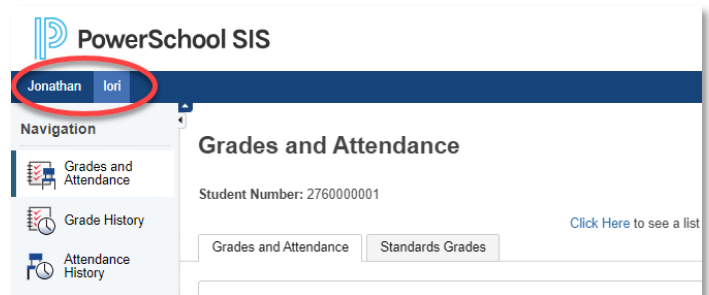 PowerSchool SIS
Jonathan Iori
Navigation
Grades and Attendance
Student Number: 2760000001
Grades and
Attendance
Click Here to see a list
Grade History
Grades and Attendance Standards Grades
Attendance
History